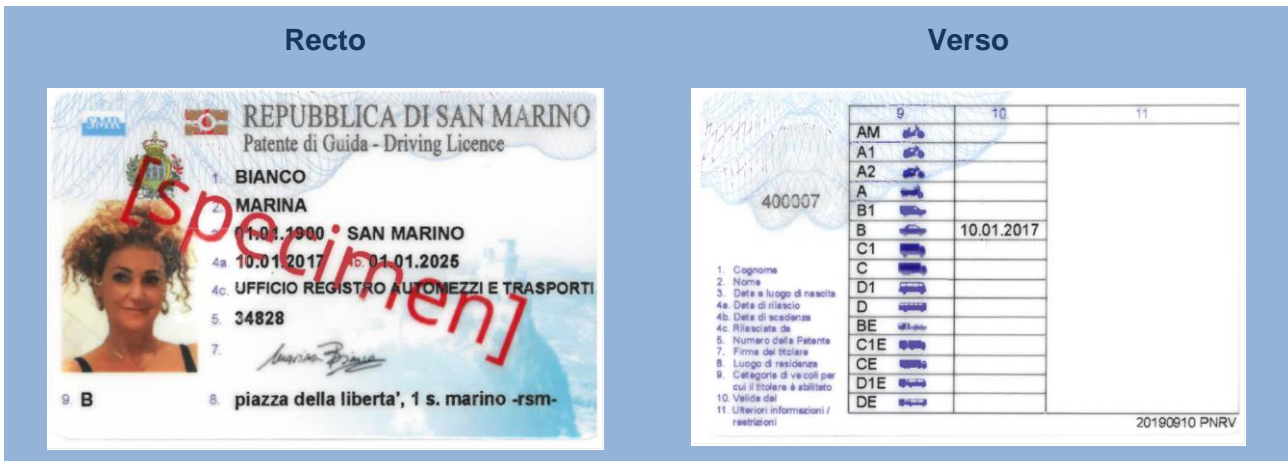 Recto
Verso
SMR
REPUBBLICA DI SAN MARINO
Patente di Guida - Driving Licence
1. BIANCO
2. MARINA
3. 01.01.1900 SAN MARINO
4a. 10.01.2017 4b. 01.01.2025
4c. UFFICIO REGISTRO AUTOMEZZI E TRASPORTI
5. 34828
7. Marina Bianco
9. B
8. piazza della liberta', 1 s. marino -rsm-
[specimen]
9. 10. 11.
AM
A1
A2
A
B1
B 10.01.2017
C1
C
D1
D
BE
C1E
CE
D1E
DE
400007
1. Cognome
2. Nome
3. Data e luogo di nascita
4a. Data di rilascio
4b. Data di scadenza
4c. Rilasciata da
5. Numero della Patente
7. Firma del titolare
8. Luogo di residenza
9. Categorie di veicoli per
cui il titolare è abilitato
10. Valida dal
11. Ulteriori informazioni /
restrizioni
20190910 PNRV